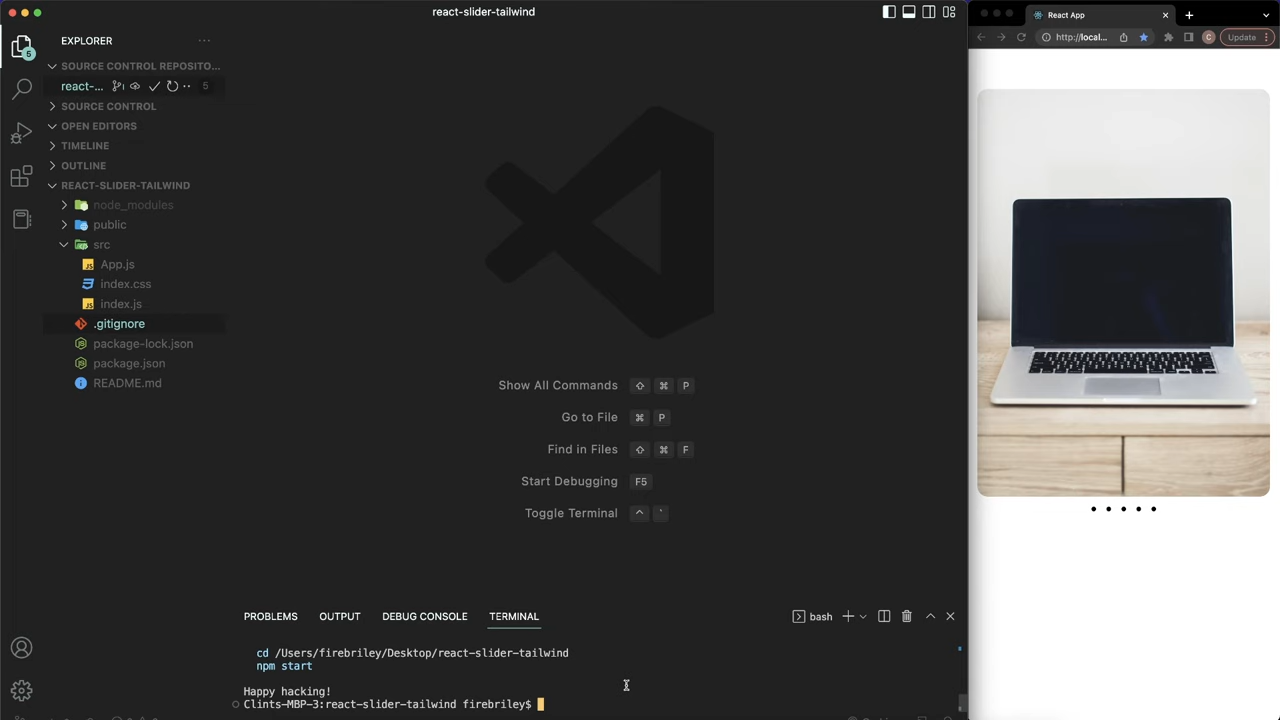 react-slider-tailwind
EXPLORER
SOURCE CONTROL REPOSITO...
react-...
5
SOURCE CONTROL
OPEN EDITORS
TIMELINE
OUTLINE
REACT-SLIDER-TAILWIND
node_modules
public
src
App.js
index.css
index.js
.gitignore
package-lock.json
package.json
README.md
5
Show All Commands ⇧ ⌘ P
Go to File ⌘ P
Find in Files ⇧ ⌘ F
Start Debugging F5
Toggle Terminal ^ `
PROBLEMS OUTPUT DEBUG CONSOLE TERMINAL
bash
cd /Users/firebriley/Desktop/react-slider-tailwind
npm start
Happy hacking!
Clints-MBP-3:react-slider-tailwind firebriley$
React App
http://local...
C
Update